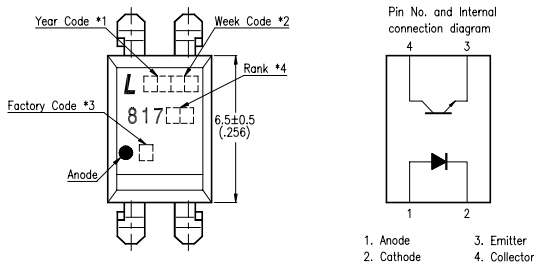 Year Code *1
Week Code *2
L
Rank *4
817
Factory Code *3
Anode
6.5±0.5
(.256)
Pin No. and Internal
connection diagram
4 3
1 2
1. Anode 3. Emitter
2. Cathode 4. Collector